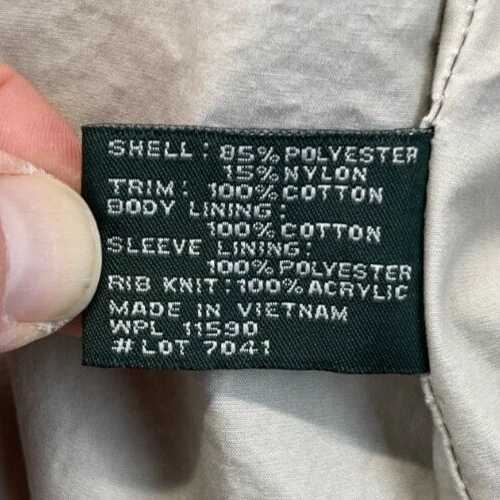 SHELL: 85% POLYESTER
15% NYLON
TRIM: 100% COTTON
BODY LINING:
100% COTTON
SLEEVE LINING:
100% POLYESTER
RIB KNIT: 100% ACRYLIC
MADE IN VIETNAM
WPL 11590
# LOT 7041